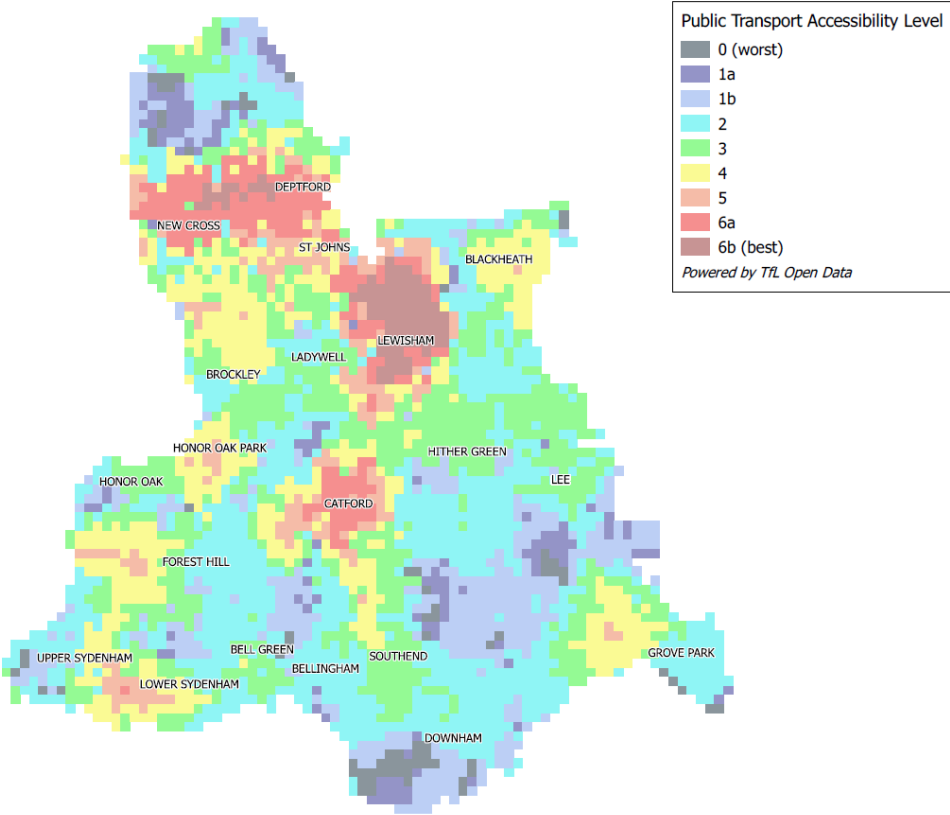 Public Transport Accessibility Level
0 (worst)
1a
1b
2
3
4
5
6a
6b (best)
Powered by TfL Open Data
DEPTFORD
NEW CROSS
ST JOHNS
BLACKHEATH
LEWISHAM
LADYWELL
BROCKLEY
HONOR OAK PARK
HITHER GREEN
HONOR OAK
LEE
CATFORD
FOREST HILL
BELL GREEN
GROVE PARK
UPPER SYDENHAM
SOUTHEND
BELLINGHAM
LOWER SYDENHAM
DOWNHAM